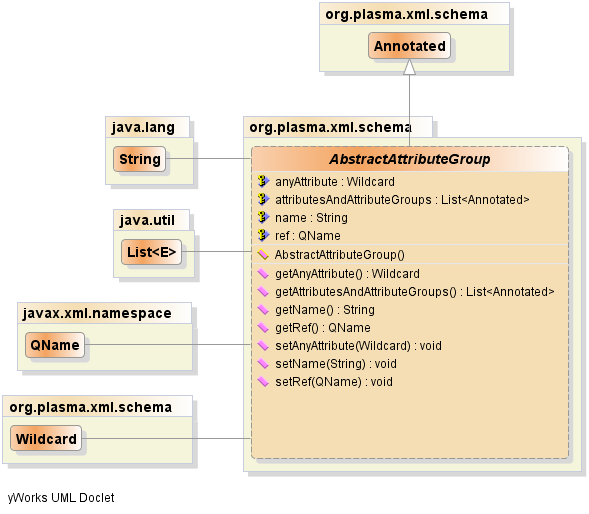 org.plasma.xml.schema
Annotated
java.lang
String
org.plasma.xml.schema
AbstractAttributeGroup
anyAttribute : Wildcard
attributesAndAttributeGroups : List<Annotated>
name : String
ref : QName
AbstractAttributeGroup()
getAnyAttribute() : Wildcard
getAttributesAndAttributeGroups() : List<Annotated>
getName() : String
getRef() : QName
setAnyAttribute(Wildcard) : void
setName(String) : void
setRef(QName) : void
java.util
List<E>
javax.xml.namespace
QName
org.plasma.xml.schema
Wildcard
yWorks UML Doclet